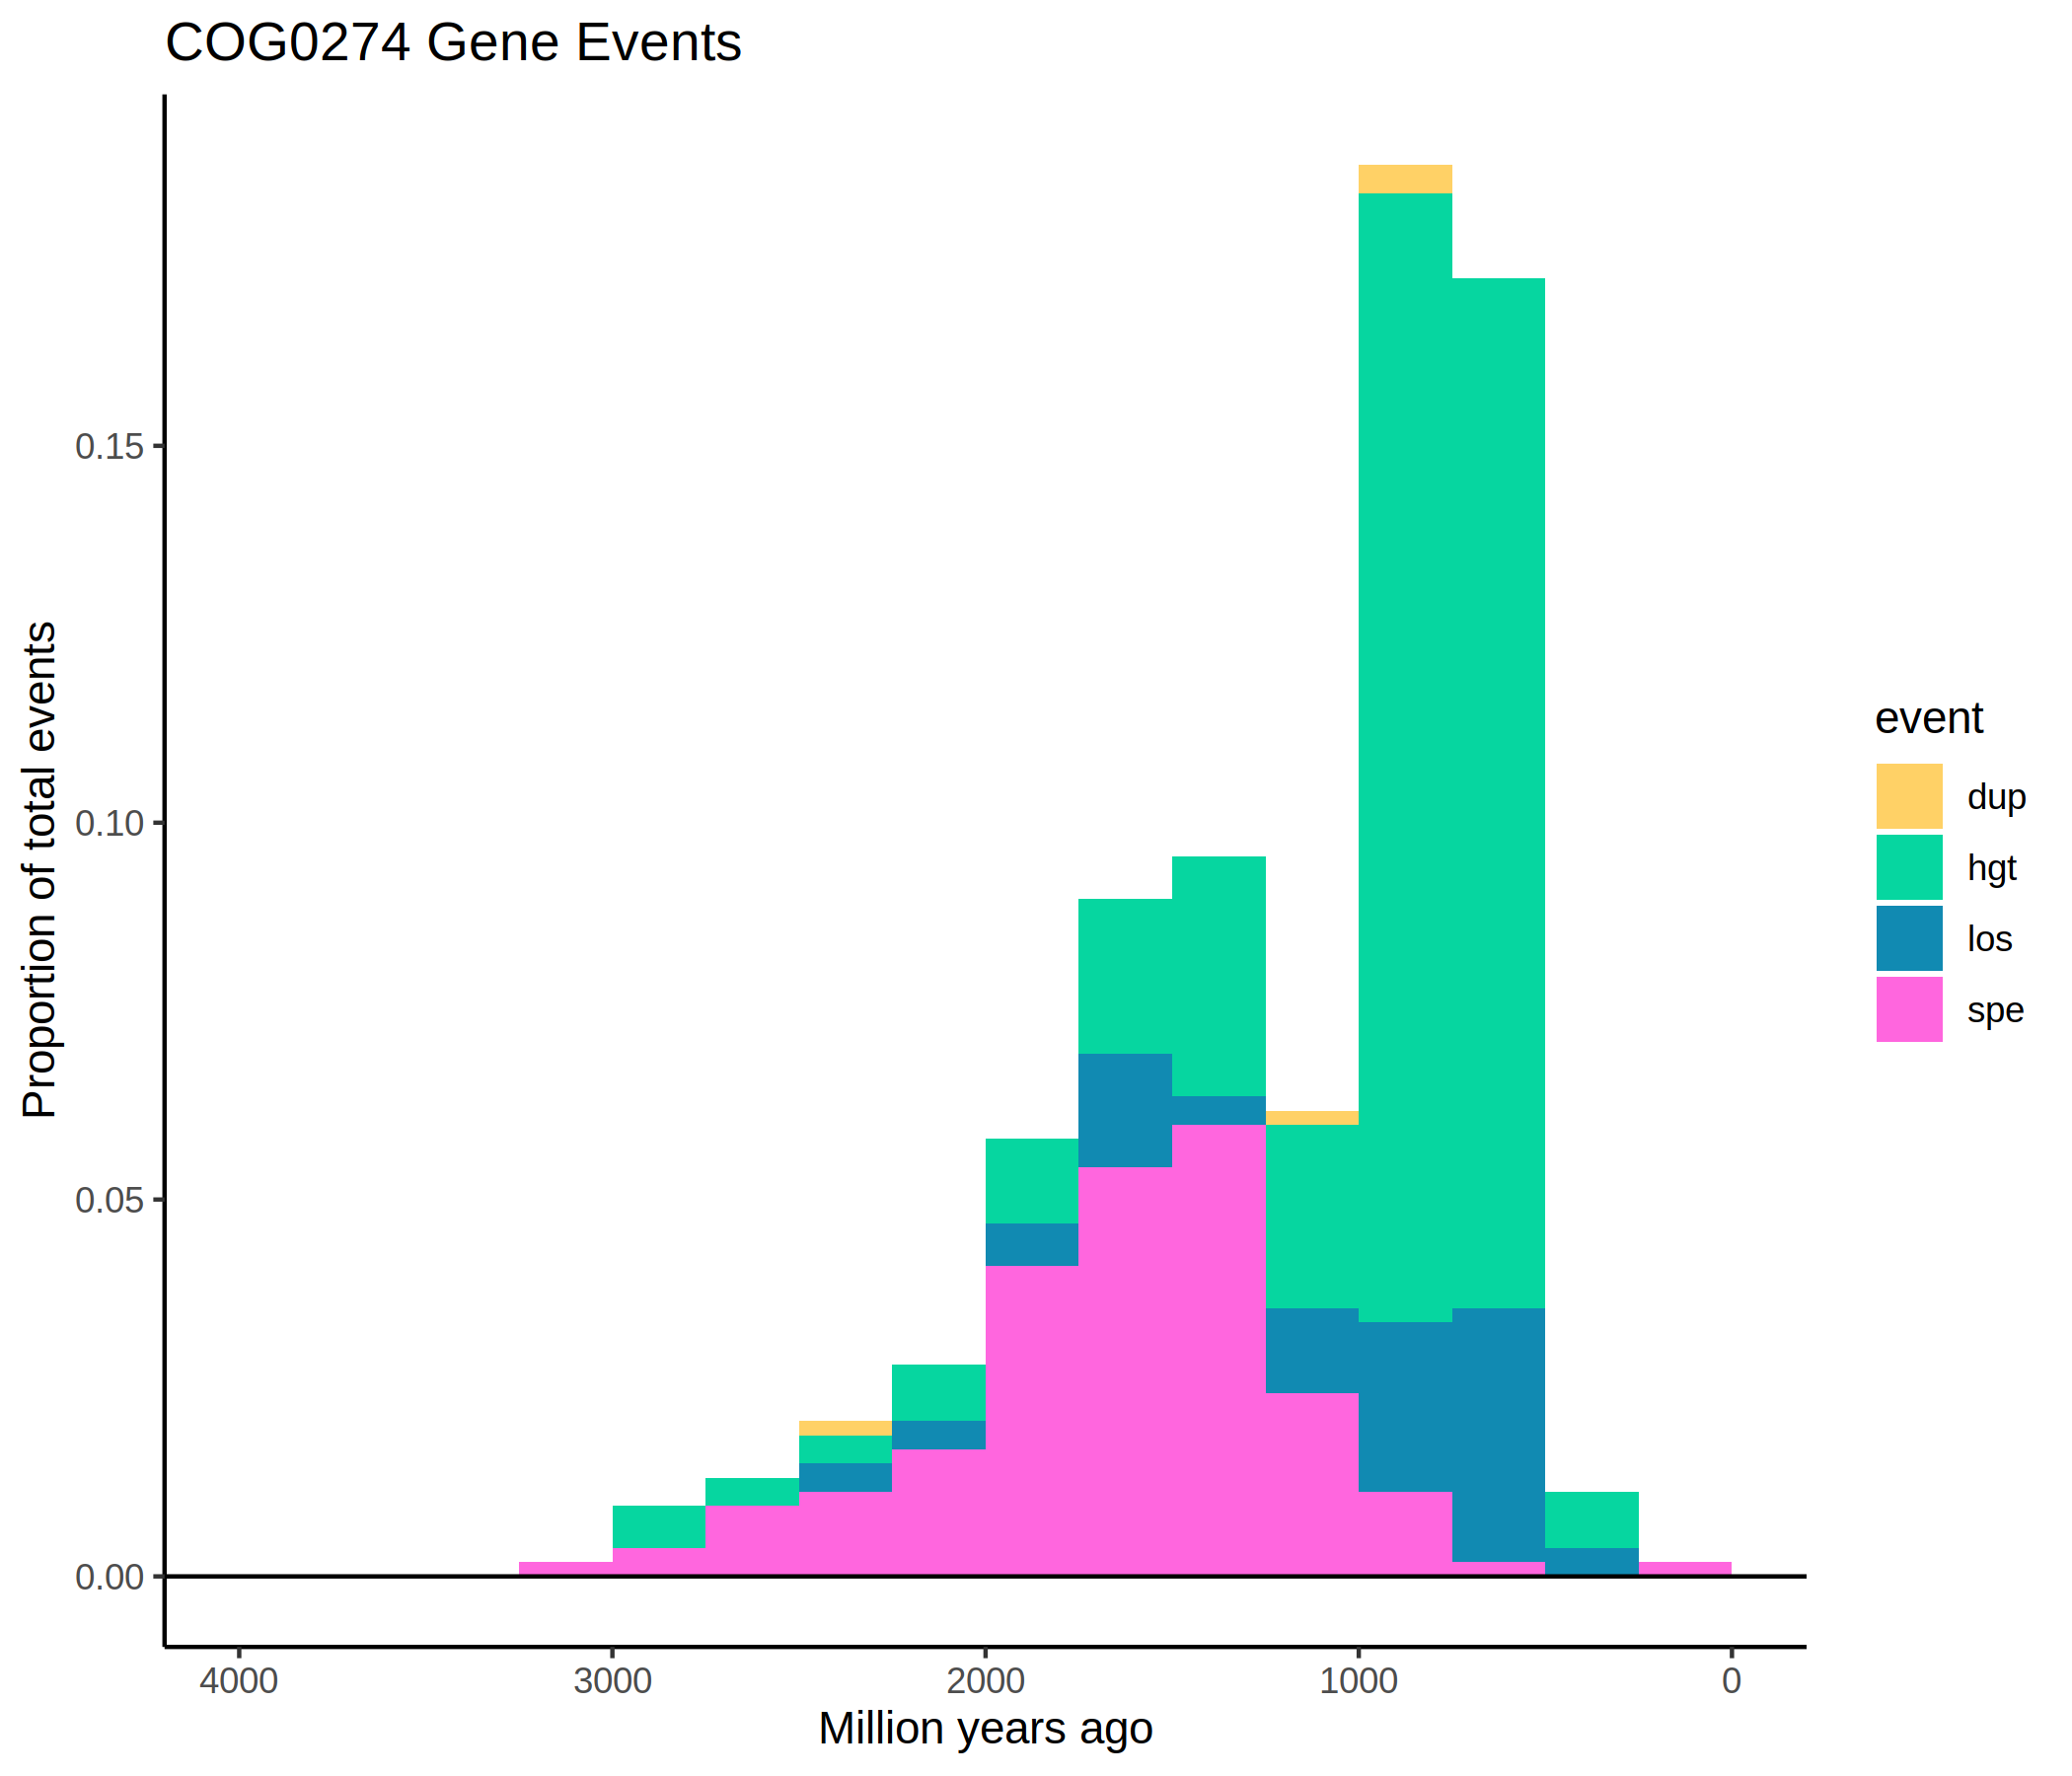 COG0274 Gene Events
Proportion of total events
0.15
0.10
0.05
0.00
4000 3000 2000 1000 0
Million years ago
event
dup
hgt
los
spe